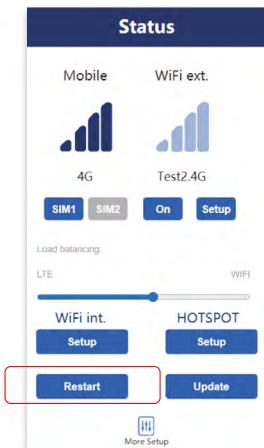 Status
Mobile WiFi ext.
4G Test2.4G
SIM1 SIM2 On Setup
Load balancing:
LTE WIFI
WiFi int. HOTSPOT
Setup Setup
Restart Update
More Setup